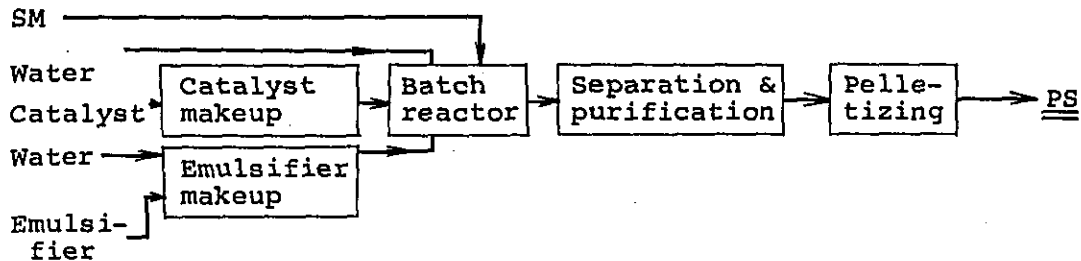 SM
Water
Catalyst
Catalyst
makeup
Batch
reactor
Separation &
purification
Pelle-
tizing
PS
Water
Emulsifier
makeup
Emulsi-
fier